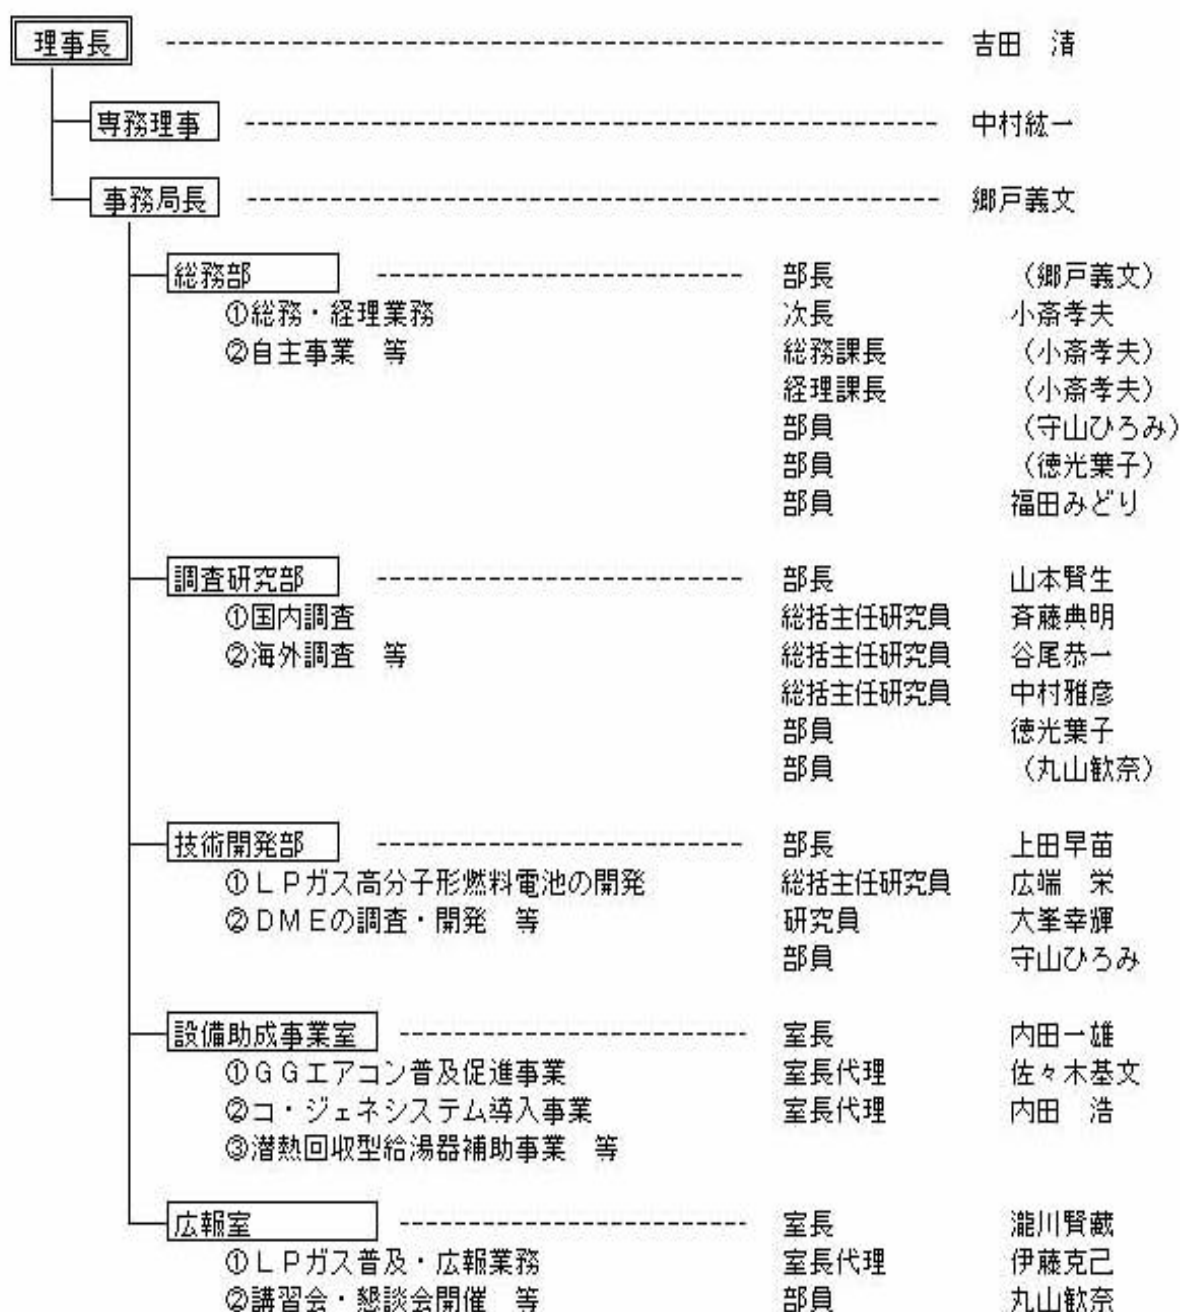 理事長 吉田 清
専務理事 中村紘一
事務局長 郷戸義文
総務部 部長 (郷戸義文)
①総務・経理業務 次長 小斎孝夫
②自主事業 等 総務課長 (小斎孝夫)
経理課長 (小斎孝夫)
部員 (守山ひろみ)
部員 (徳光葉子)
部員 福田みどり
調査研究部 部長 山本賢生
①国内調査 総括主任研究員 斉藤典明
②海外調査 等 総括主任研究員 谷尾恭一
総括主任研究員 中村雅彦
部員 徳光葉子
部員 (丸山歓奈)
技術開発部 部長 上田早苗
①LPガス高分子形燃料電池の開発 総括主任研究員 広端 栄
②DMEの調査・開発 等 研究員 大峯幸輝
部員 守山ひろみ
設備助成事業室 室長 内田一雄
①GGエアコン普及促進事業 室長代理 佐々木基文
②コ・ジェネシステム導入事業 室長代理 内田 浩
③潜熱回収型給湯器補助事業 等
広報室 室長 瀧川賢蔵
①LPガス普及・広報業務 室長代理 伊藤克己
②講習会・懇談会開催 等 部員 丸山歓奈